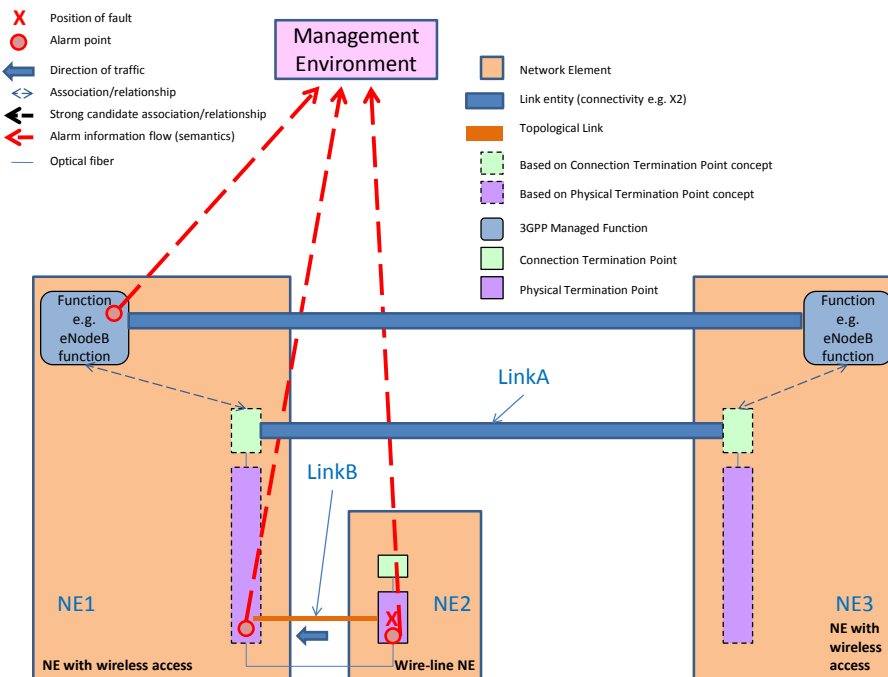 X Position of fault
Alarm point
Direction of traffic
Association/relationship
Strong candidate association/relationship
Alarm information flow (semantics)
Optical fiber
Management
Environment
Network Element
Link entity (connectivity e.g. X2)
Topological Link
Based on Connection Termination Point concept
Based on Physical Termination Point concept
3GPP Managed Function
Connection Termination Point
Physical Termination Point
Function
e.g.
eNodeB
function
Function
e.g.
eNodeB
function
LinkA
LinkB
NE1
NE with wireless access
X
NE2
Wire-line NE
NE3
NE with
wireless
access